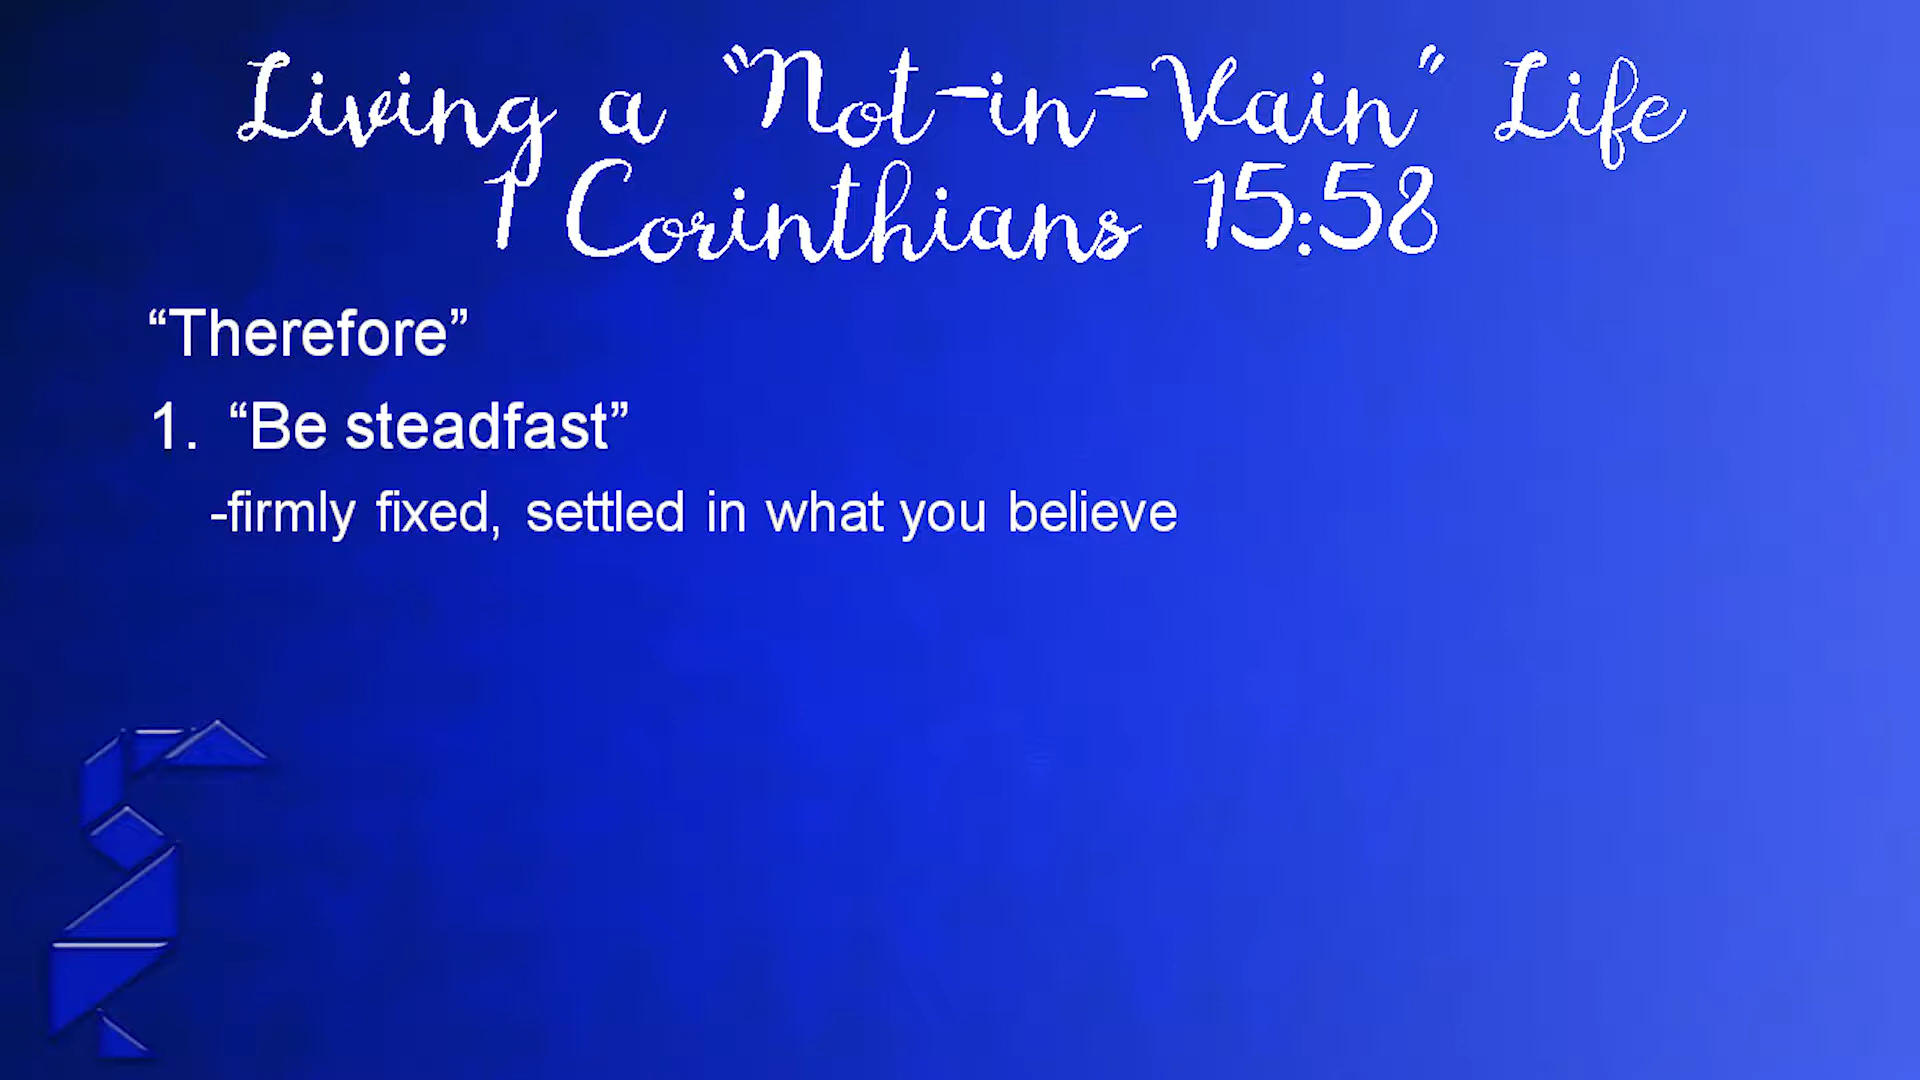 Living a "Not-in-Vain" Life
1 Corinthians 15:58
“Therefore”
1. “Be steadfast”
-firmly fixed, settled in what you believe